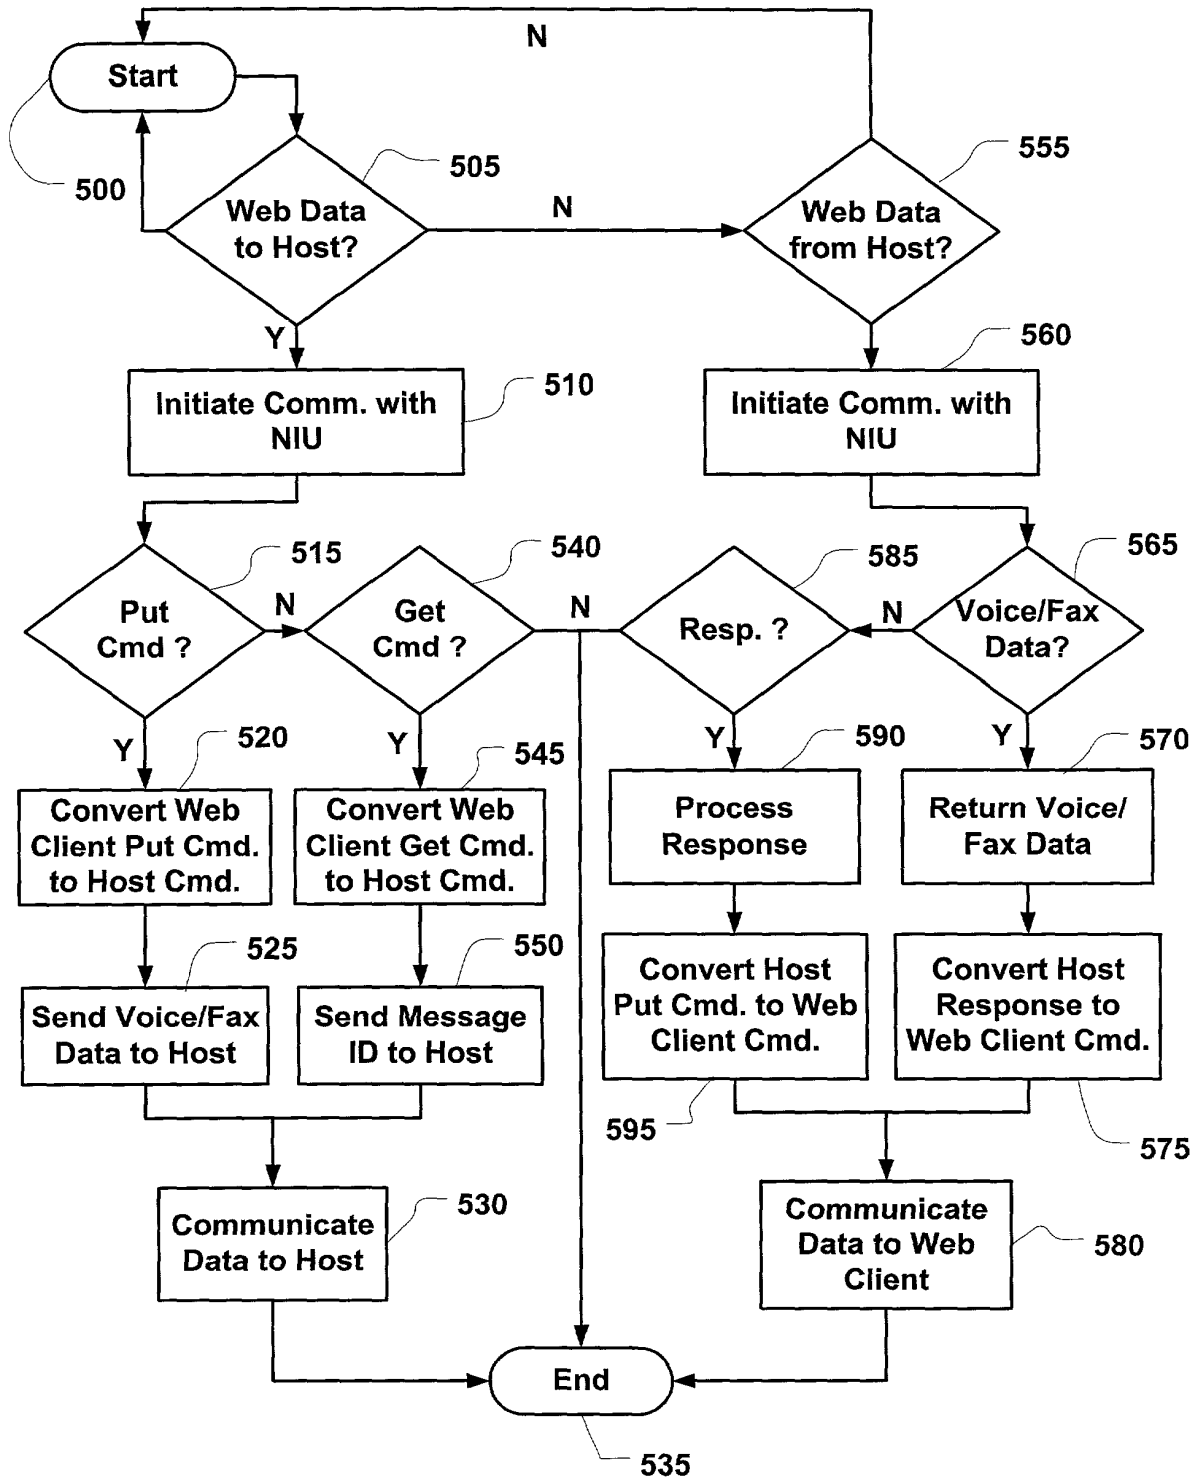 N
Start
500
505
555
Web Data
to Host?
N
Web Data
from Host?
Y
510
560
Initiate Comm. with
NIU
Initiate Comm. with
NIU
515
540
585
565
Put
Cmd ?
N
Get
Cmd ?
N
Resp. ?
N
Voice/Fax
Data?
Y
520
Y
545
Y
590
Y
570
Convert Web
Client Put Cmd.
to Host Cmd.
Convert Web
Client Get Cmd.
to Host Cmd.
Process
Response
Return Voice/
Fax Data
525
550
Send Voice/Fax
Data to Host
Send Message
ID to Host
Convert Host
Put Cmd. to Web
Client Cmd.
Convert Host
Response to
Web Client Cmd.
595
575
530
Communicate
Data to Host
Communicate
Data to Web
Client
580
End
535